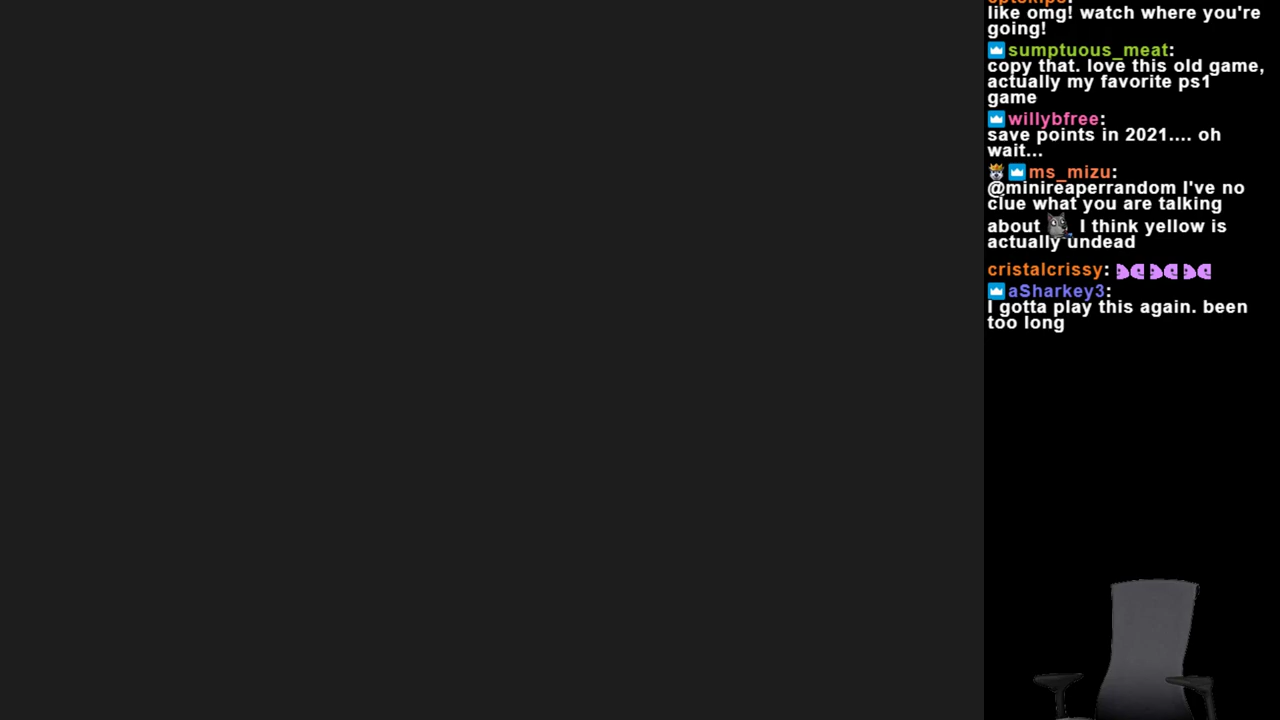 like omg! watch where you're
going!
sumptuous_meat:
copy that. love this old game,
actually my favorite ps1
game
willybfree:
save points in 2021.... oh
wait...
ms_mizu:
@minireaperrandom I've no
clue what you are talking
about I think yellow is
actually undead
cristalcrissy:
aSharkey3:
I gotta play this again. been
too long